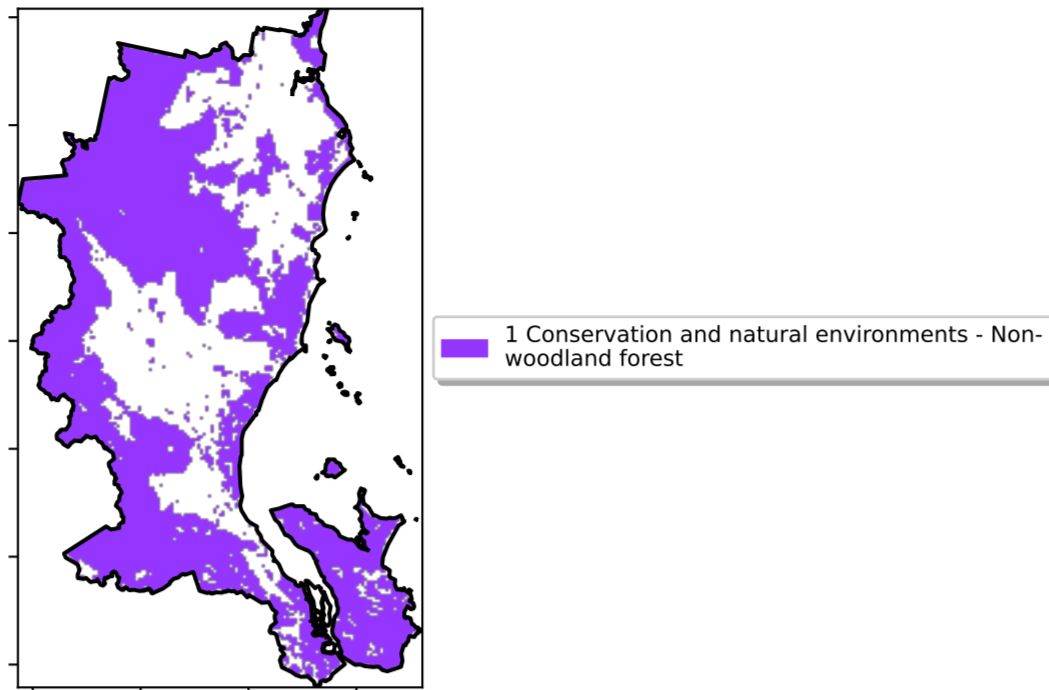 1 Conservation and natural environments - Non-
woodland forest